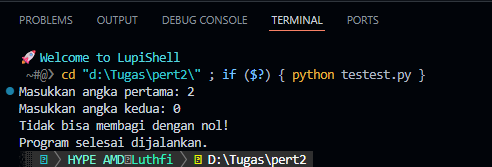 PROBLEMS OUTPUT DEBUG CONSOLE TERMINAL PORTS
🚀 Welcome to LupiShell
~#@❯ cd "d:\Tugas\pert2\" ; if ($?) { python testest.py }
Masukkan angka pertama: 2
Masukkan angka kedua: 0
Tidak bisa membagi dengan nol!
Program selesai dijalankan.
HYPE AMD Luthfi D:\Tugas\pert2